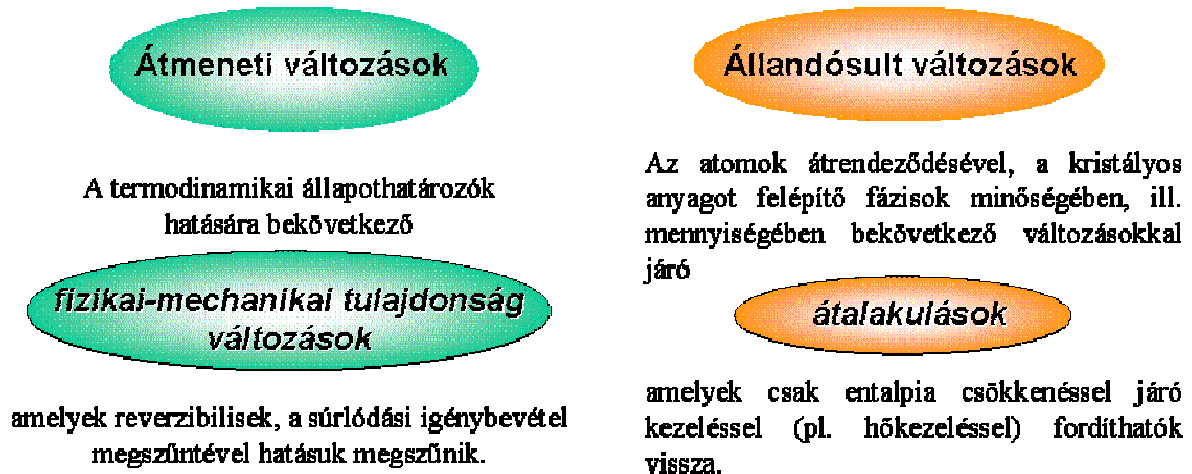 Átmeneti változások
A termodinamikai állapothatározók
hatására bekövetkező
fizikai-mechanikai tulajdonság
változások
amelyek reverzibilisek, a súrlódási igénybevétel
megszűntével hatásuk megszűnik.
Állandósult változások
Az atomok átrendeződésével, a kristályos
anyagot felépítő fázisok minőségében, ill.
mennyiségében bekövetkező változásokkal
járó
átalakulások
amelyek csak entalpia csökkenéssel járó
kezeléssel (pl. hőkezeléssel) fordíthatók
vissza.